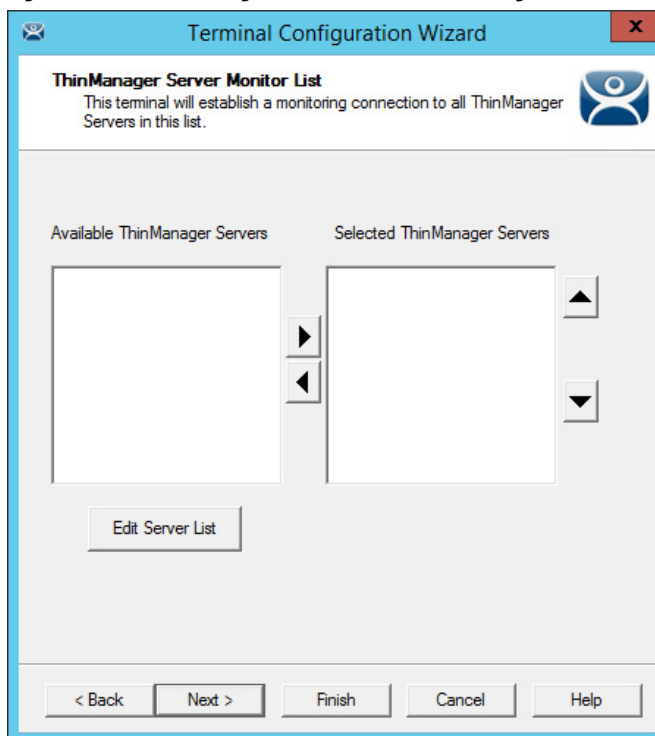 Terminal Configuration Wizard
x
ThinManager Server Monitor List
This terminal will establish a monitoring connection to all ThinManager
Servers in this list.
Available ThinManager Servers
Selected ThinManager Servers
Edit Server List
< Back
Next >
Finish
Cancel
Help